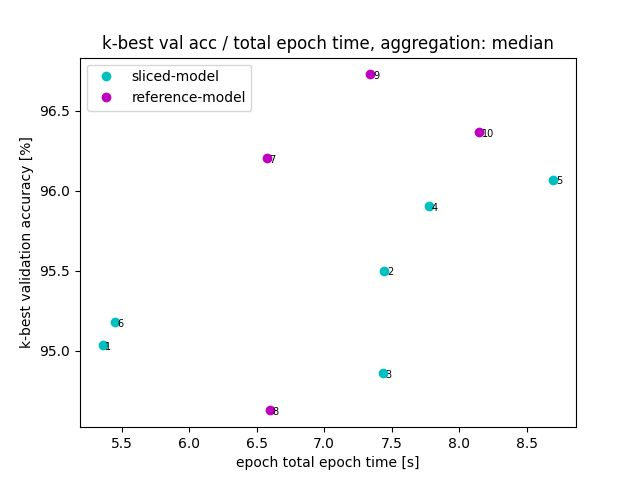 k-best val acc / total epoch time, aggregation: median
sliced-model
reference-model
k-best validation accuracy [%]
96.5
96.0
95.5
95.0
9
10
7
5
4
2
6
1
3
8
5.5 6.0 6.5 7.0 7.5 8.0 8.5
epoch total epoch time [s]